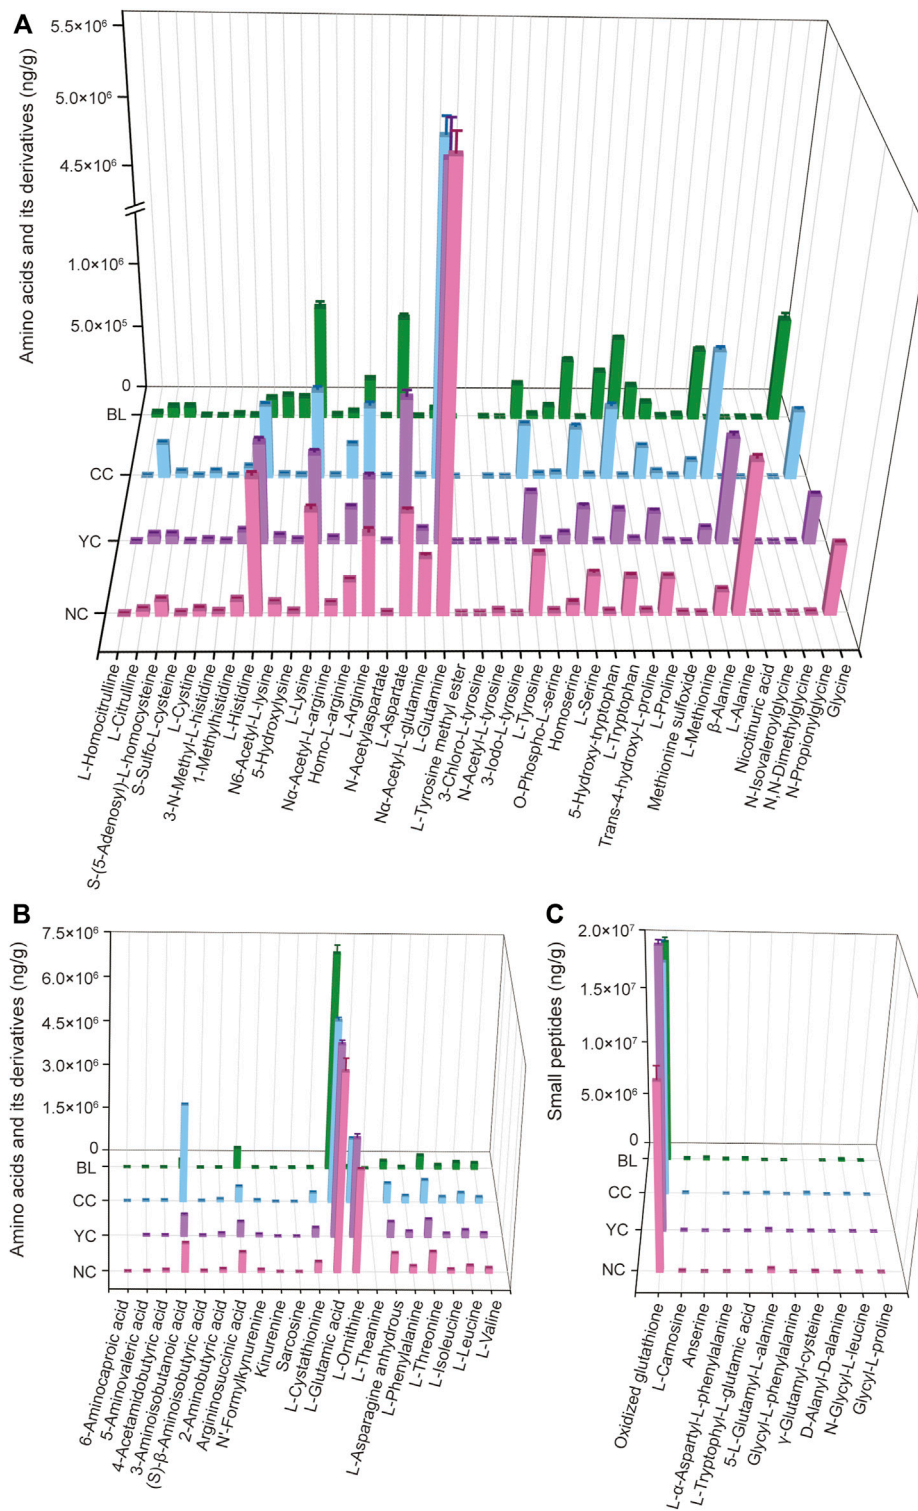 A
Amino acids and its derivatives (ng/g)
5.5×10⁶
5.0×10⁶
4.5×10⁶
1.0×10⁶
5.0×10⁵
0
BL
CC
YC
NC
L-Homocitrulline
L-Citrulline
S-(5-Adenosyl)-L-homocysteine
S-Sulfo-L-cysteine
L-Cystine
3-N-Methyl-L-histidine
1-Methylhistidine
L-Histidine
N6-Acetyl-L-lysine
5-Hydroxylysine
L-Lysine
Nα-Acetyl-L-arginine
Homo-L-arginine
L-Arginine
N-Acetylaspartate
L-Aspartate
Nα-Acetyl-L-glutamine
L-Glutamine
L-Tyrosine methyl ester
3-Chloro-L-tyrosine
N-Acetyl-L-tyrosine
3-Iodo-L-tyrosine
L-Tyrosine
O-Phospho-L-serine
Homoserine
L-Serine
5-Hydroxy-tryptophan
L-Tryptophan
Trans-4-hydroxy-L-proline
L-Proline
Methionine sulfoxide
L-Methionine
β-Alanine
L-Alanine
Nicotinuric acid
N-Isovaleroylglycine
N,N-Dimethylglycine
N-Propionylglycine
Glycine
B
Amino acids and its derivatives (ng/g)
7.5×10⁶
6.0×10⁶
4.5×10⁶
3.0×10⁶
1.5×10⁶
0
BL
CC
YC
NC
6-Aminocaproic acid
5-Aminovaleric acid
4-Acetamidobutyric acid
3-Aminoisobutanoic acid
(S)-β-Aminoisobutyric acid
2-Aminobutyric acid
Argininosuccinic acid
N'-Formylkynurenine
Kinurenine
Sarcosine
L-Cystathionine
L-Glutamic acid
L-Ornithine
L-Theanine
L-Asparagine anhydrous
L-Phenylalanine
L-Threonine
L-Isoleucine
L-Leucine
L-Valine
C
Small peptides (ng/g)
2.0×10⁷
1.5×10⁷
1.0×10⁷
5.0×10⁶
0
BL
CC
YC
NC
Oxidized glutathione
L-Carnosine
Anserine
L-α-Aspartyl-L-phenylalanine
L-Tryptophyl-L-glutamic acid
5-L-Glutamyl-L-alanine
Glycyl-L-phenylalanine
γ-Glutamyl-cysteine
D-Alanyl-D-alanine
N-Glycyl-L-leucine
Glycyl-L-proline